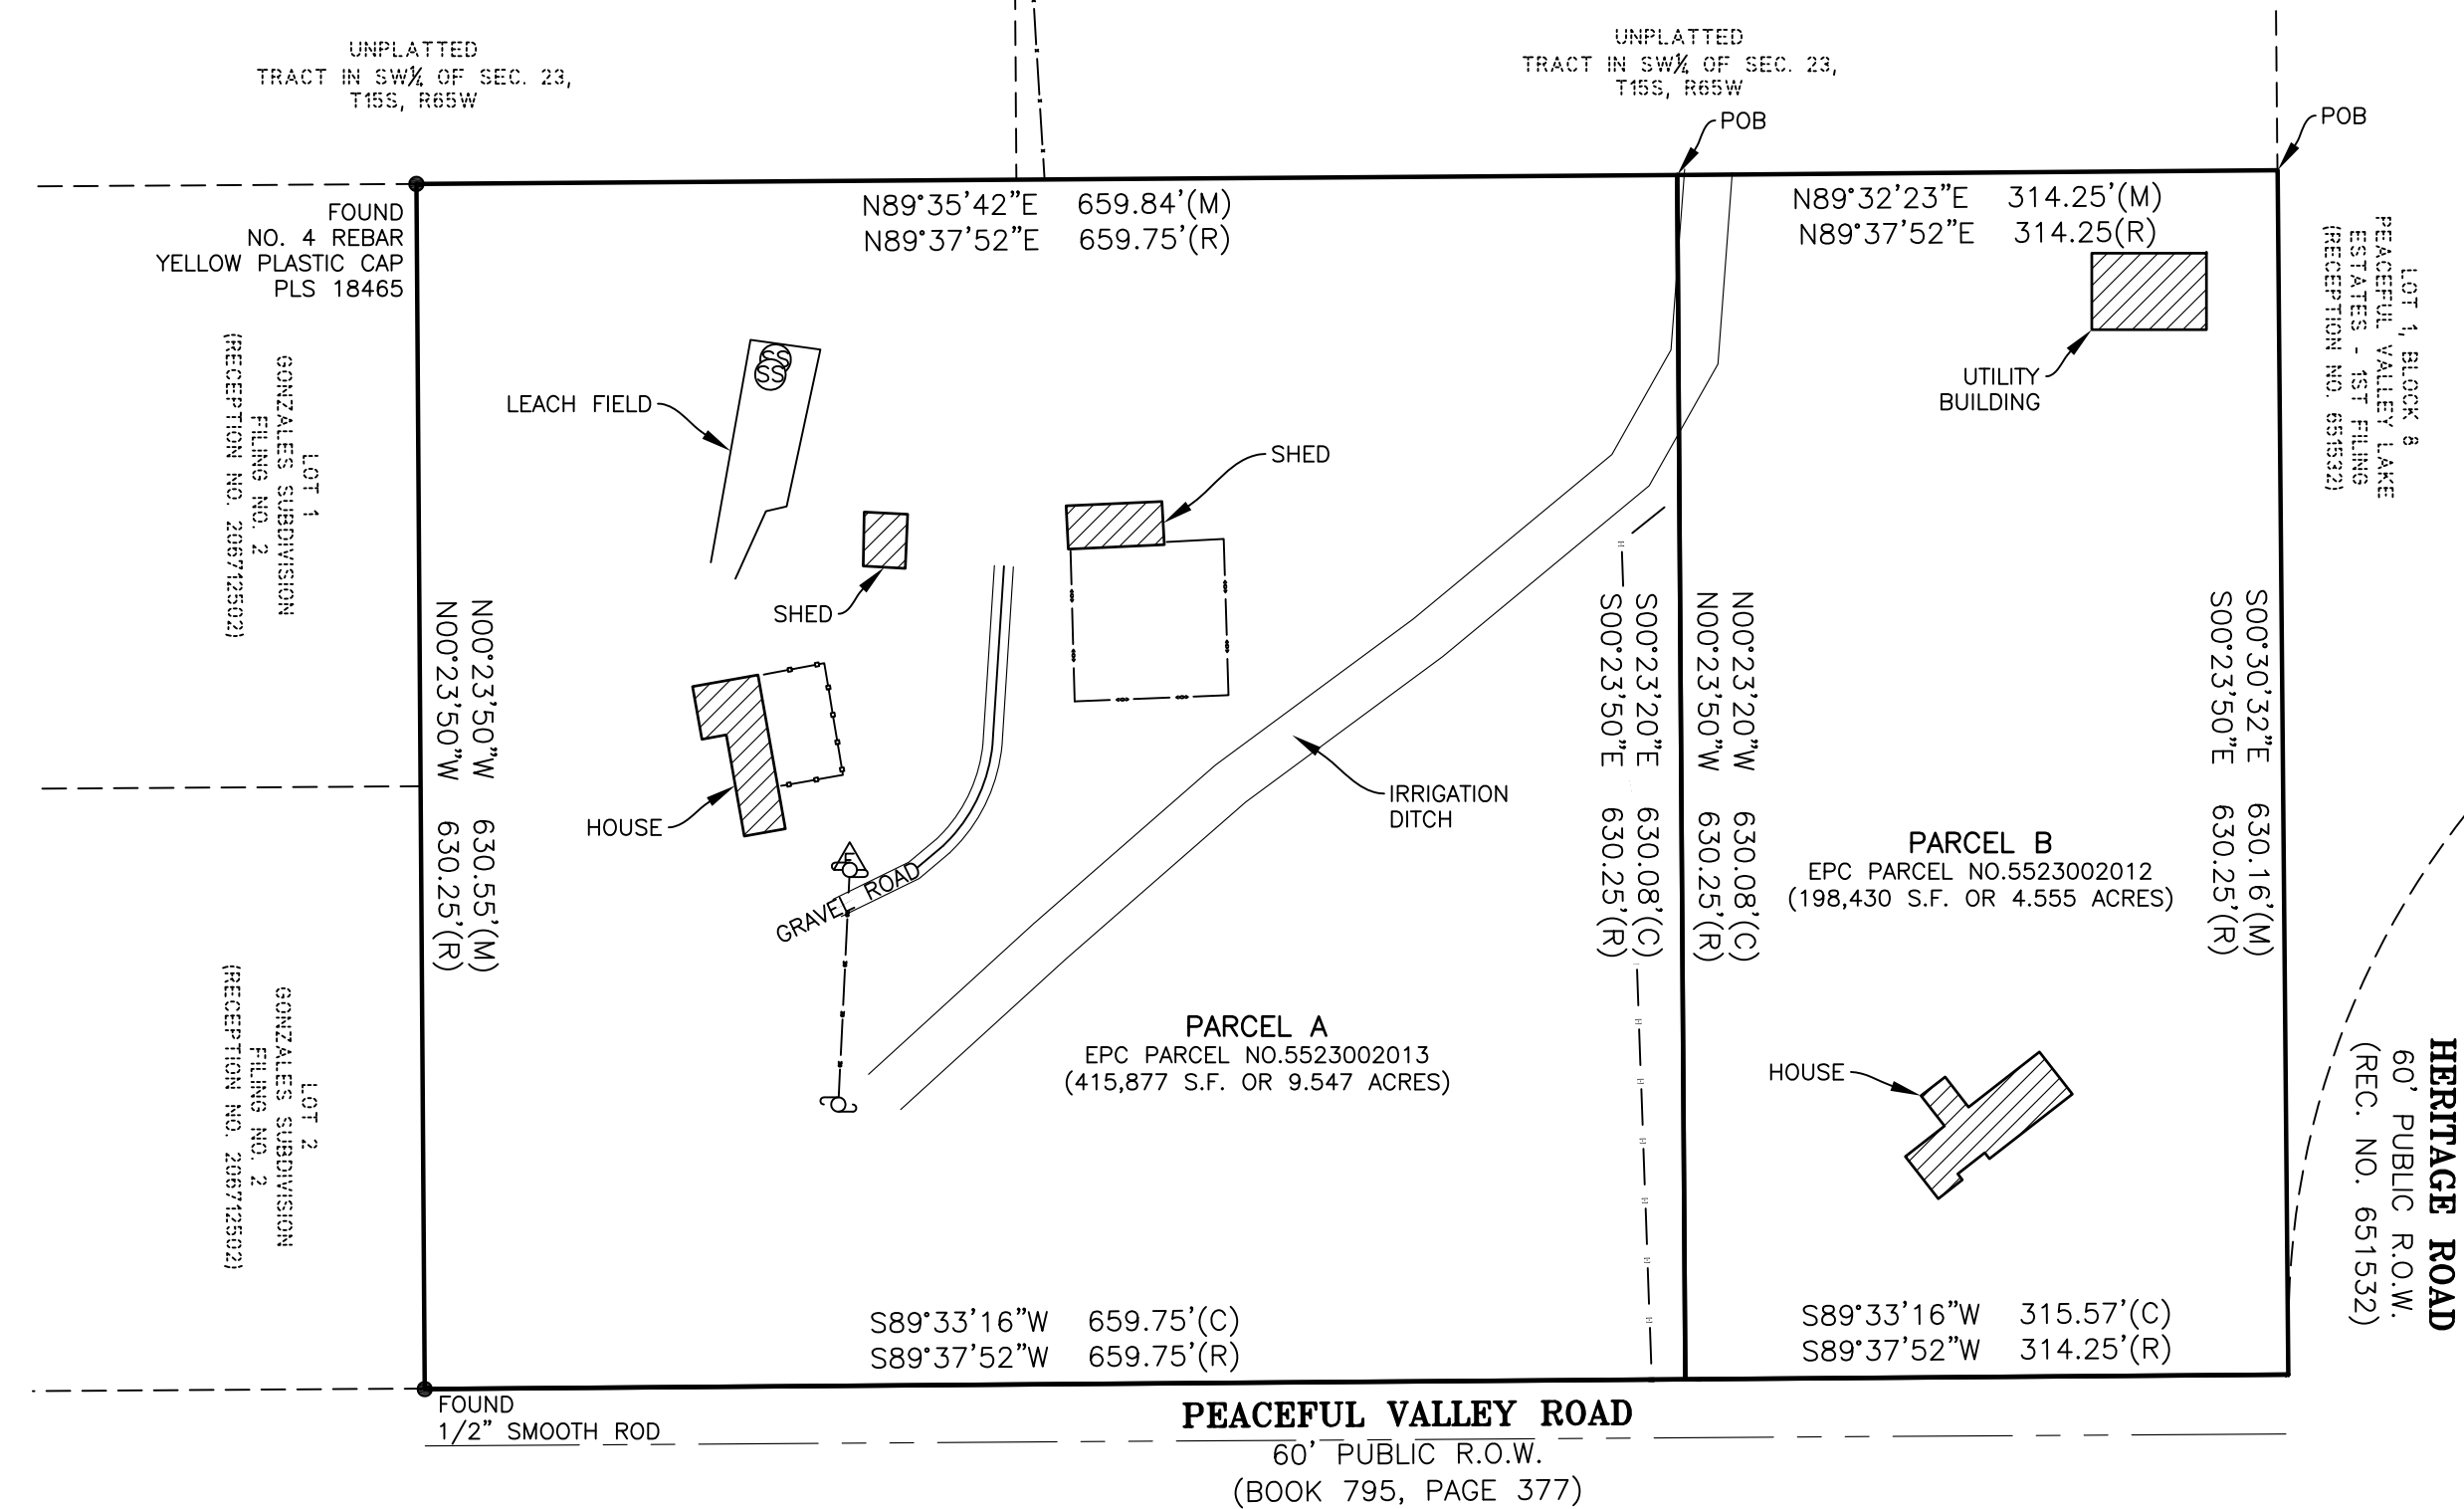 UNPLATTED
TRACT IN SW¼ OF SEC. 23,
T15S, R65W
UNPLATTED
TRACT IN SW¼ OF SEC. 23,
T15S, R65W
POB
POB
FOUND
NO. 4 REBAR
YELLOW PLASTIC CAP
PLS 18465
N89°35'42"E 659.84'(M)
N89°37'52"E 659.75'(R)
N89°32'23"E 314.25'(M)
N89°37'52"E 314.25(R)
LOT 1, BLOCK 8
PEACEFUL VALLEY LAKE
ESTATES - 1ST FILING
(RECEPTION NO. 651532)
UTILITY
BUILDING
LOT 1
GONZALES SUBDIVISION
FILING NO. 2
(RECEPTION NO. 206712502)
SS
SS
LEACH FIELD
SHED
SHED
N00°23'50"W 630.55'(M)
N00°23'50"W 630.25'(R)
S00°23'20"E 630.08'(C)
S00°23'50"E 630.25'(R)
N00°23'20"W 630.08'(C)
N00°23'50"W 630.25'(R)
S00°30'32"E 630.16'(M)
S00°23'50"E 630.25'(R)
HOUSE
E
GRAVEL ROAD
IRRIGATION
DITCH
PARCEL B
EPC PARCEL NO.5523002012
(198,430 S.F. OR 4.555 ACRES)
PARCEL A
EPC PARCEL NO.5523002013
(415,877 S.F. OR 9.547 ACRES)
HOUSE
LOT 2
GONZALES SUBDIVISION
FILING NO. 2
(RECEPTION NO. 206712502)
HERITAGE ROAD
60' PUBLIC R.O.W.
(REC. NO. 651532)
S89°33'16"W 659.75'(C)
S89°37'52"W 659.75'(R)
S89°33'16"W 315.57'(C)
S89°37'52"W 314.25'(R)
FOUND
1/2" SMOOTH ROD
PEACEFUL VALLEY ROAD
60' PUBLIC R.O.W.
(BOOK 795, PAGE 377)